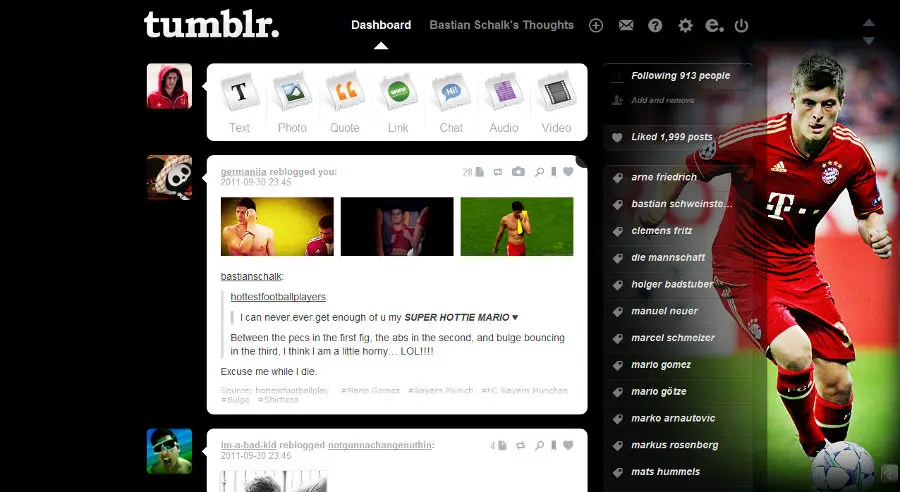 tumblr.
Dashboard
Bastian Schalk's Thoughts
Text
Photo
Quote
Link
Chat
Audio
Video
germaniia reblogged you:
2011-09-30 23:45
28
bastianschalk:
hottestfootballplayers
I can never.ever.get enough of u my SUPER HOTTIE MARIO ♥
Between the pecs in the first fig, the abs in the second, and bulge bouncing
in the third, I think I am a little horny... LOL!!!!
Excuse me while I die.
Source: hottestfootballplay #Mario Gomez #Bayern Munich #FC Bayern Munchen
#Bulge #Shirtless
im-a-bad-kid reblogged notgunnachangenuthin:
2011-09-30 23:45
4
Following 913 people
Add and remove
Liked 1,999 posts
arne friedrich
bastian schweinste...
clemens fritz
die mannschaft
holger badstuber
manuel neuer
marcel schmelzer
mario gomez
mario götze
marko arnautovic
markus rosenberg
mats hummels
T